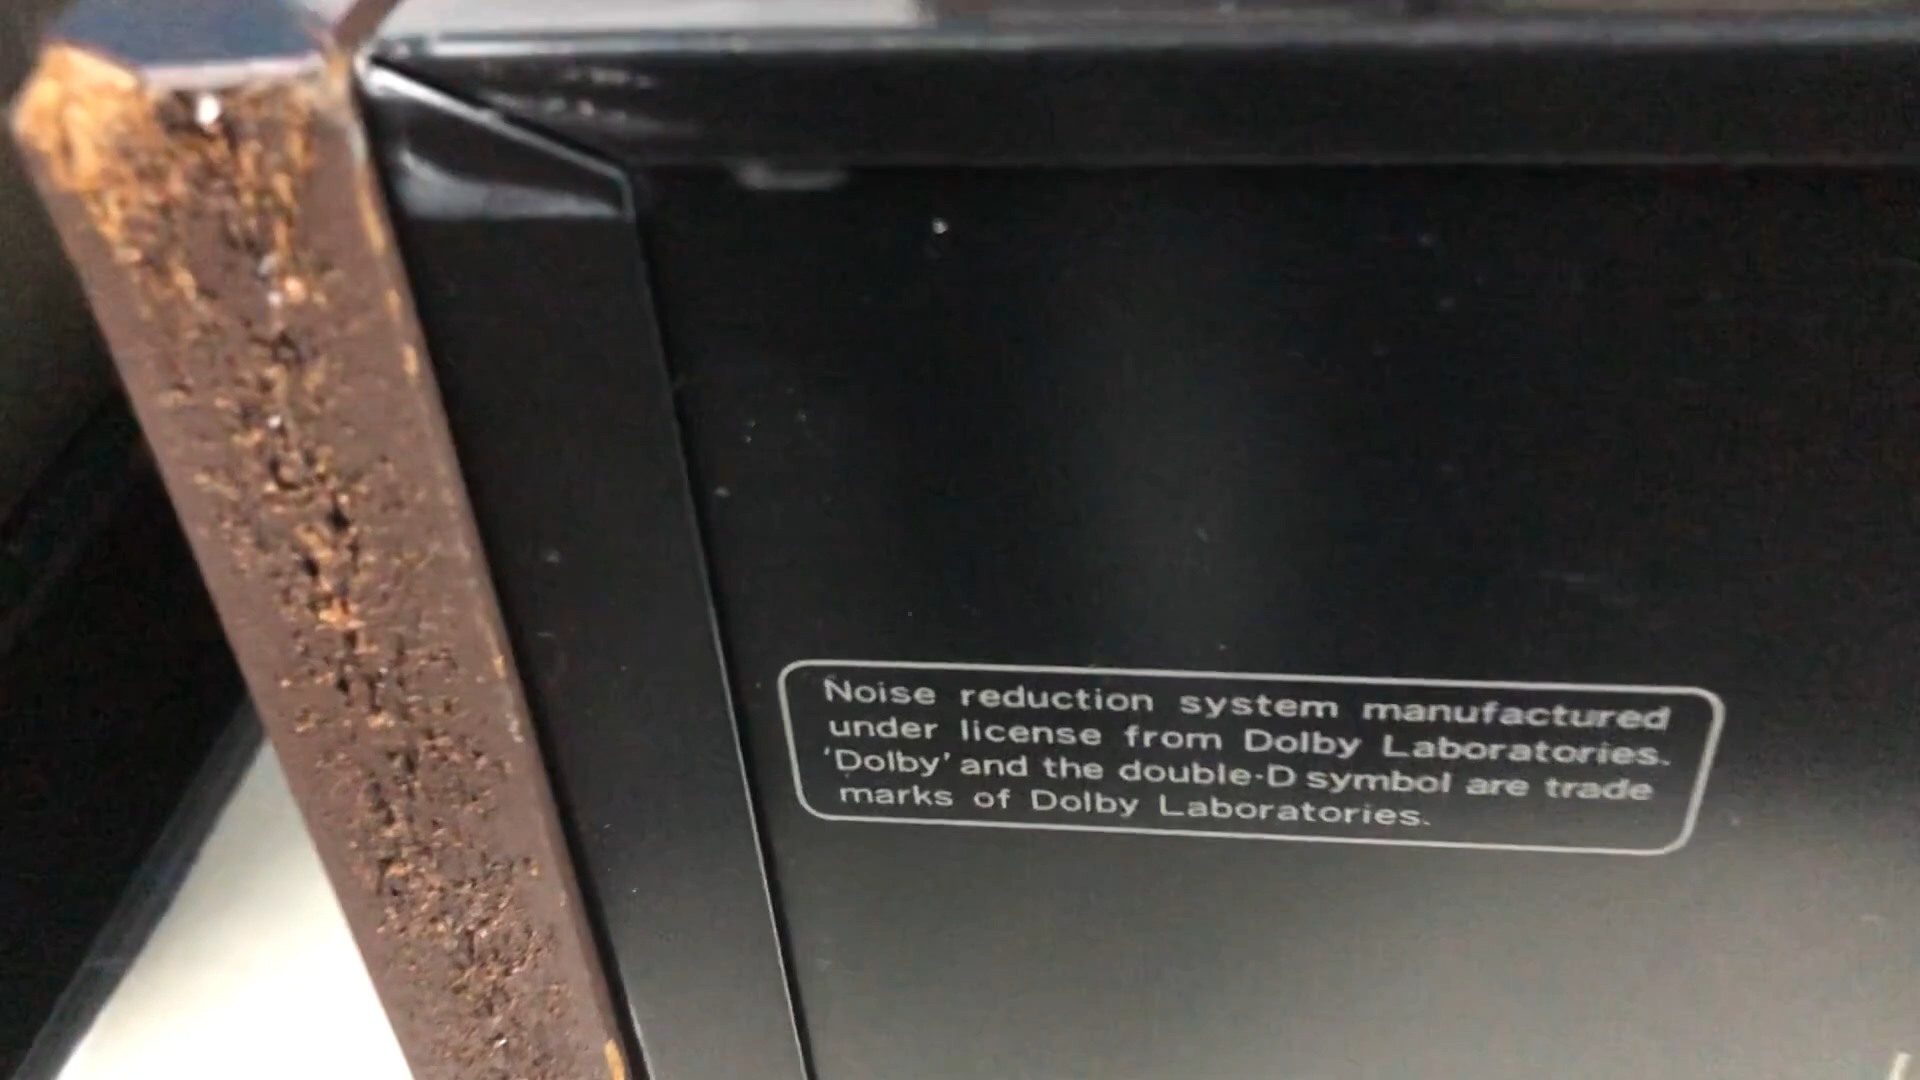 Noise reduction system manufactured
under license from Dolby Laboratories.
'Dolby' and the double-D symbol are trade
marks of Dolby Laboratories.